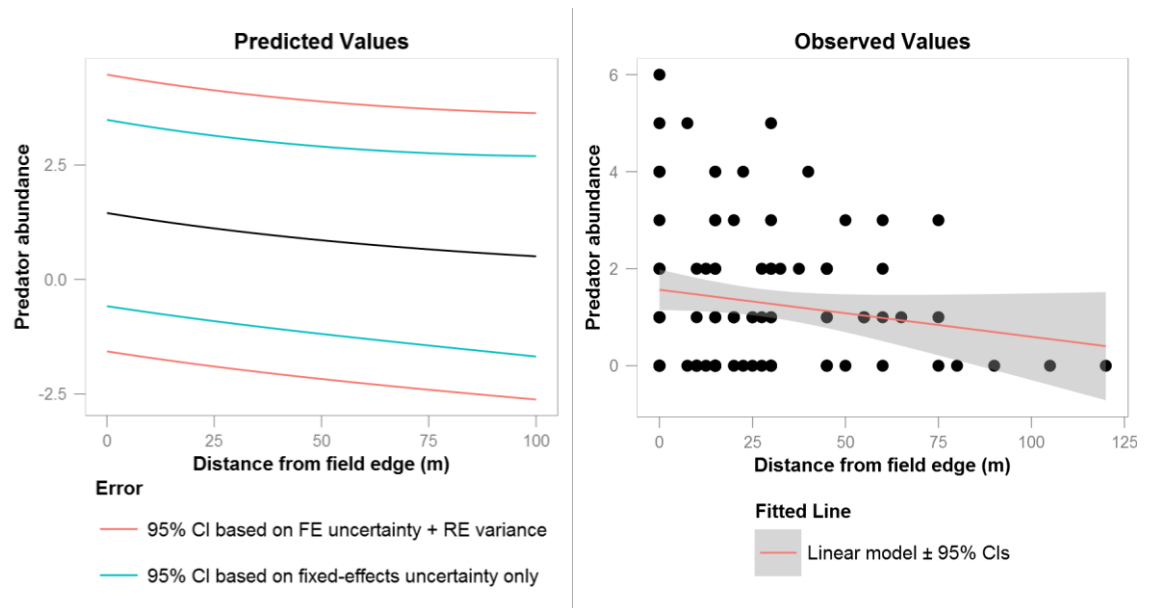 Predicted Values
Predator abundance
2.5
0.0
-2.5
0
25
50
75
100
Distance from field edge (m)
Error
95% CI based on FE uncertainty + RE variance
95% CI based on fixed-effects uncertainty only
Observed Values
Predator abundance
6
4
2
0
0
25
50
75
100
125
Distance from field edge (m)
Fitted Line
Linear model ± 95% CIs